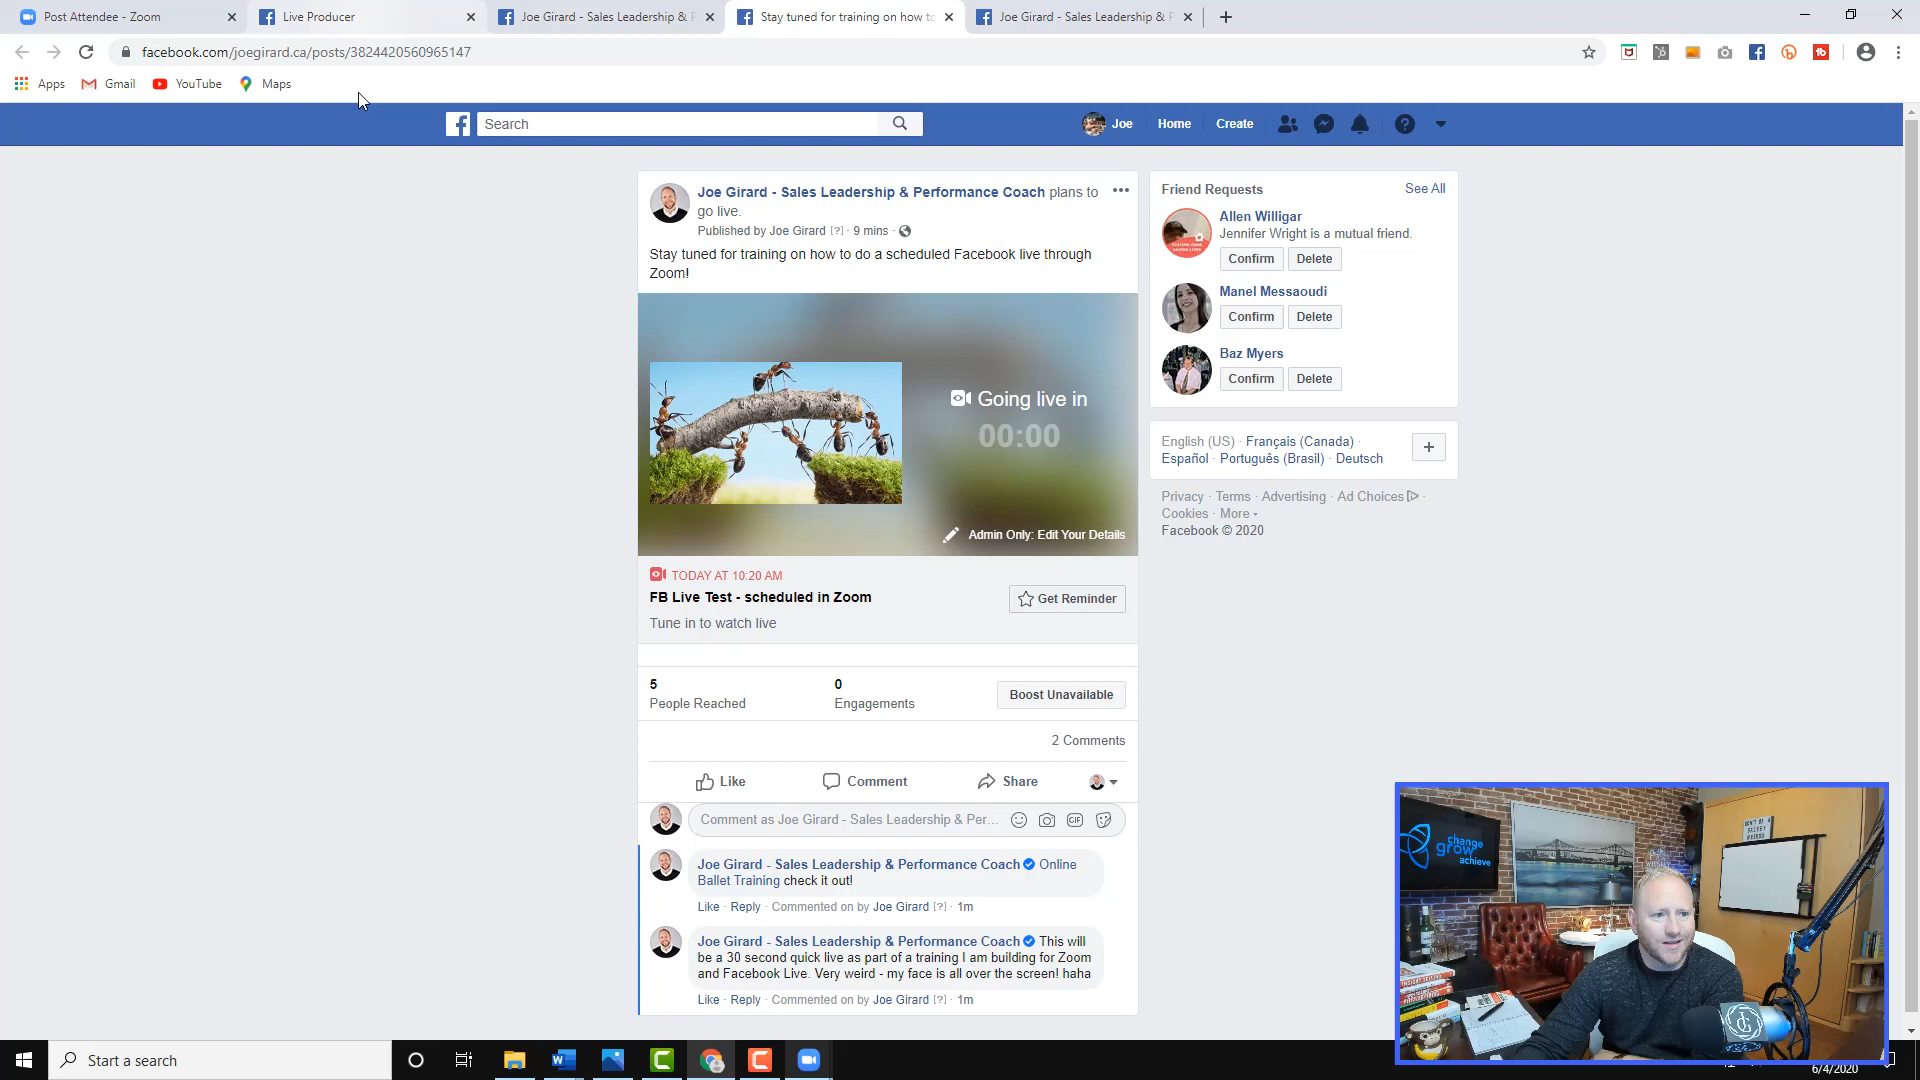 Post Attendee - Zoom
Live Producer
Joe Girard - Sales Leadership & P
Stay tuned for training on how to
Joe Girard - Sales Leadership & P
facebook.com/joegirard.ca/posts/3824420560965147
Apps
Gmail
YouTube
Maps
Search
Joe
Home
Create
Joe Girard - Sales Leadership & Performance Coach plans to
go live.
Published by Joe Girard [?] · 9 mins ·
Stay tuned for training on how to do a scheduled Facebook live through
Zoom!
Going live in
00:00
Admin Only: Edit Your Details
TODAY AT 10:20 AM
FB Live Test - scheduled in Zoom
Tune in to watch live
Get Reminder
5
People Reached
0
Engagements
Boost Unavailable
2 Comments
Like
Comment
Share
Comment as Joe Girard - Sales Leadership & Per...
GIF
Joe Girard - Sales Leadership & Performance Coach Online
Ballet Training check it out!
Like · Reply · Commented on by Joe Girard [?] · 1m
Joe Girard - Sales Leadership & Performance Coach This will
be a 30 second quick live as part of a training I am building for Zoom
and Facebook Live. Very weird - my face is all over the screen! haha
Like · Reply · Commented on by Joe Girard [?] · 1m
Friend Requests
See All
Allen Willigar
Jennifer Wright is a mutual friend.
Confirm
Delete
Manel Messaoudi
Confirm
Delete
Baz Myers
Confirm
Delete
English (US) · Français (Canada) ·
Español · Português (Brasil) · Deutsch
Privacy · Terms · Advertising · Ad Choices ·
Cookies · More
Facebook © 2020
change
grow
achieve
DON'T BE A
SALESY
WEIRDO
Start a search
6/4/2020